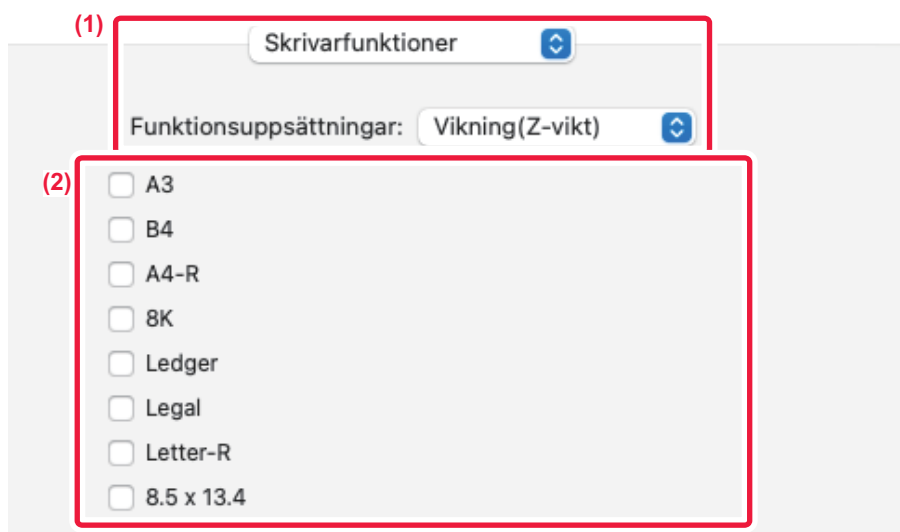 (1)
Skrivarfunktioner
Funktionsuppsättningar: Vikning(Z-vikt)
(2)
A3
B4
A4-R
8K
Ledger
Legal
Letter-R
8.5 x 13.4